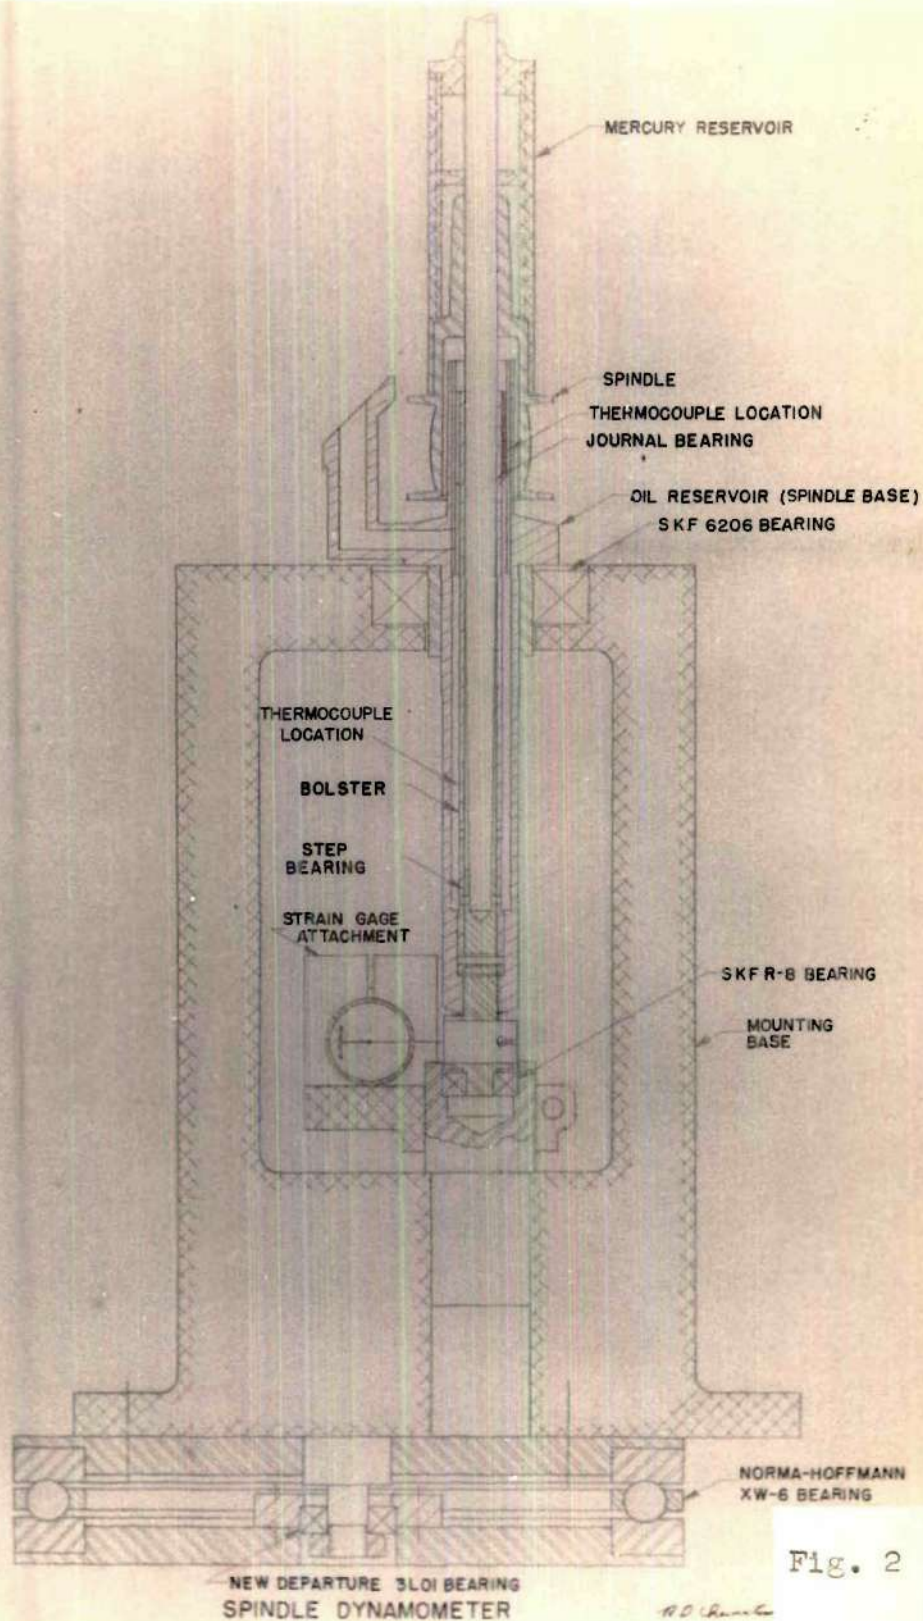 MERCURY RESERVOIR
SPINDLE
THERMOCOUPLE LOCATION
JOURNAL BEARING
OIL RESERVOIR (SPINDLE BASE)
SKF 6206 BEARING
THERMOCOUPLE
LOCATION
BOLSTER
STEP
BEARING
STRAIN GAGE
ATTACHMENT
SKF R-8 BEARING
MOUNTING
BASE
NORMA-HOFFMANN
XW-6 BEARING
NEW DEPARTURE 3L01 BEARING
SPINDLE DYNAMOMETER
Fig. 2